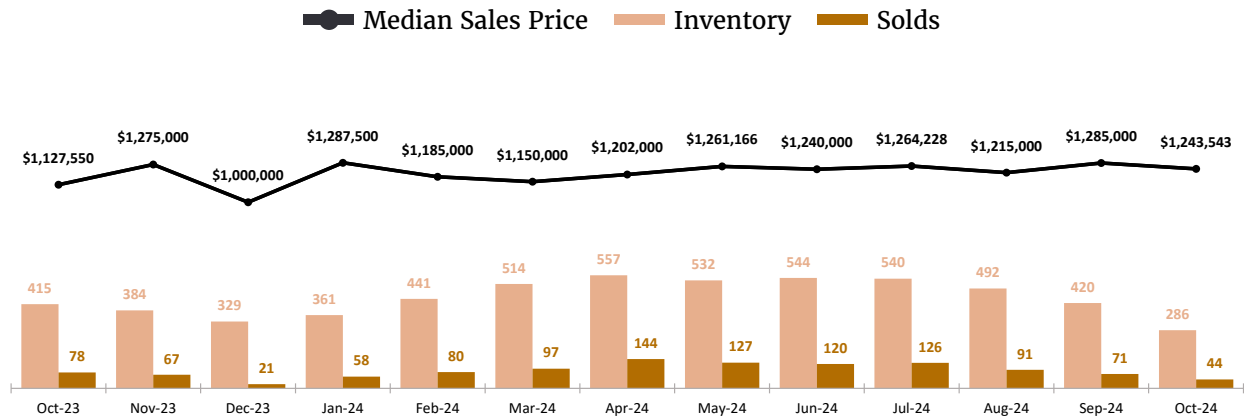 Median Sales Price Inventory Solds
$1,127,550 $1,275,000 $1,000,000 $1,287,500 $1,185,000 $1,150,000 $1,202,000 $1,261,166 $1,240,000 $1,264,228 $1,215,000 $1,285,000 $1,243,543
415 384 329 361 441 514 557 532 544 540 492 420 286
78 67 21 58 80 97 144 127 120 126 91 71 44
Oct-23 Nov-23 Dec-23 Jan-24 Feb-24 Mar-24 Apr-24 May-24 Jun-24 Jul-24 Aug-24 Sep-24 Oct-24